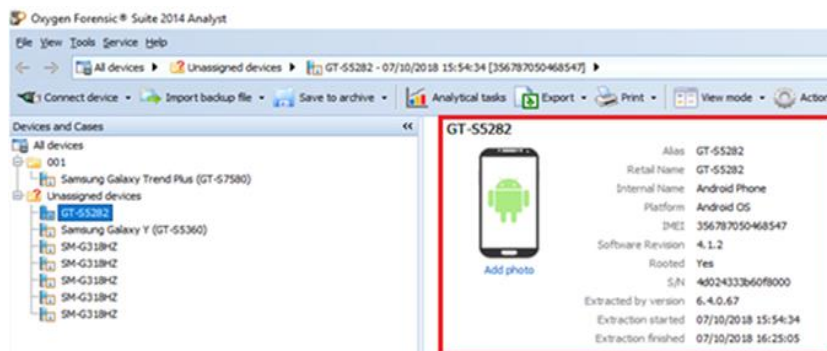 Oxygen Forensic® Suite 2014 Analyst
File View Tools Service Help
All devices Unassigned devices GT-S5282 - 07/10/2018 15:54:34 [356787050468547]
Connect device Import backup file Save to archive Analytical tasks Export Print View mode Action
Devices and Cases
GT-S5282
All devices
001
Samsung Galaxy Trend Plus (GT-S7580)
Unassigned devices
GT-S5282
Samsung Galaxy Y (GT-S5360)
SM-G318HZ
SM-G318HZ
SM-G318HZ
SM-G318HZ
SM-G318HZ
Add photo
Alias GT-S5282
Retail Name GT-S5282
Internal Name Android Phone
Platform Android OS
IMEI 356787050468547
Software Revision 4.1.2
Rooted Yes
S/N 4d024333b60f8000
Extracted by version 6.4.0.67
Extraction started 07/10/2018 15:54:34
Extraction finished 07/10/2018 16:25:05